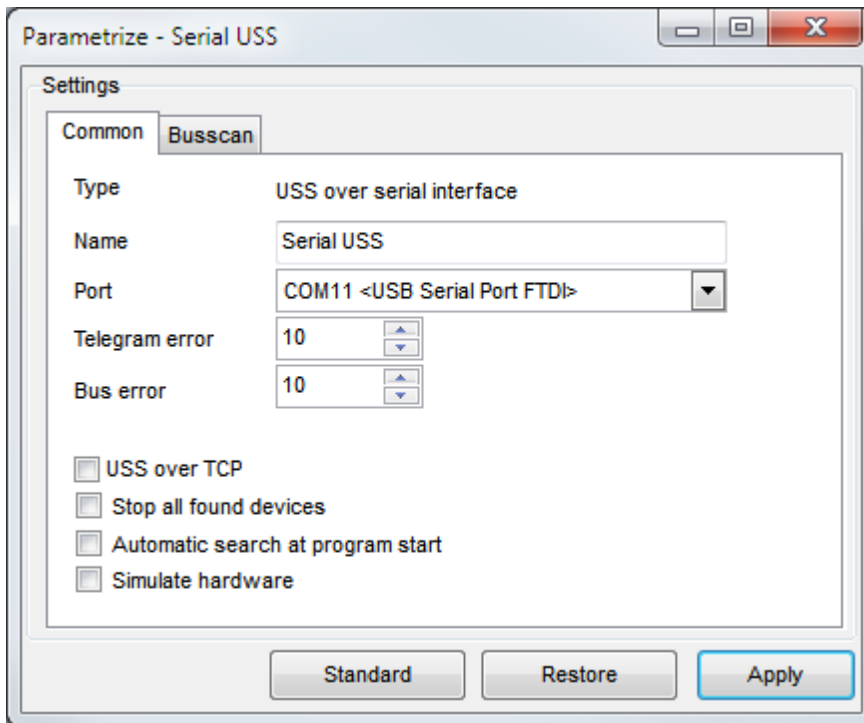 Parametrize - Serial USS
Settings
Common Busscan
Type USS over serial interface
Name Serial USS
Port COM11 <USB Serial Port FTDI>
Telegram error 10
Bus error 10
USS over TCP
Stop all found devices
Automatic search at program start
Simulate hardware
Standard Restore Apply